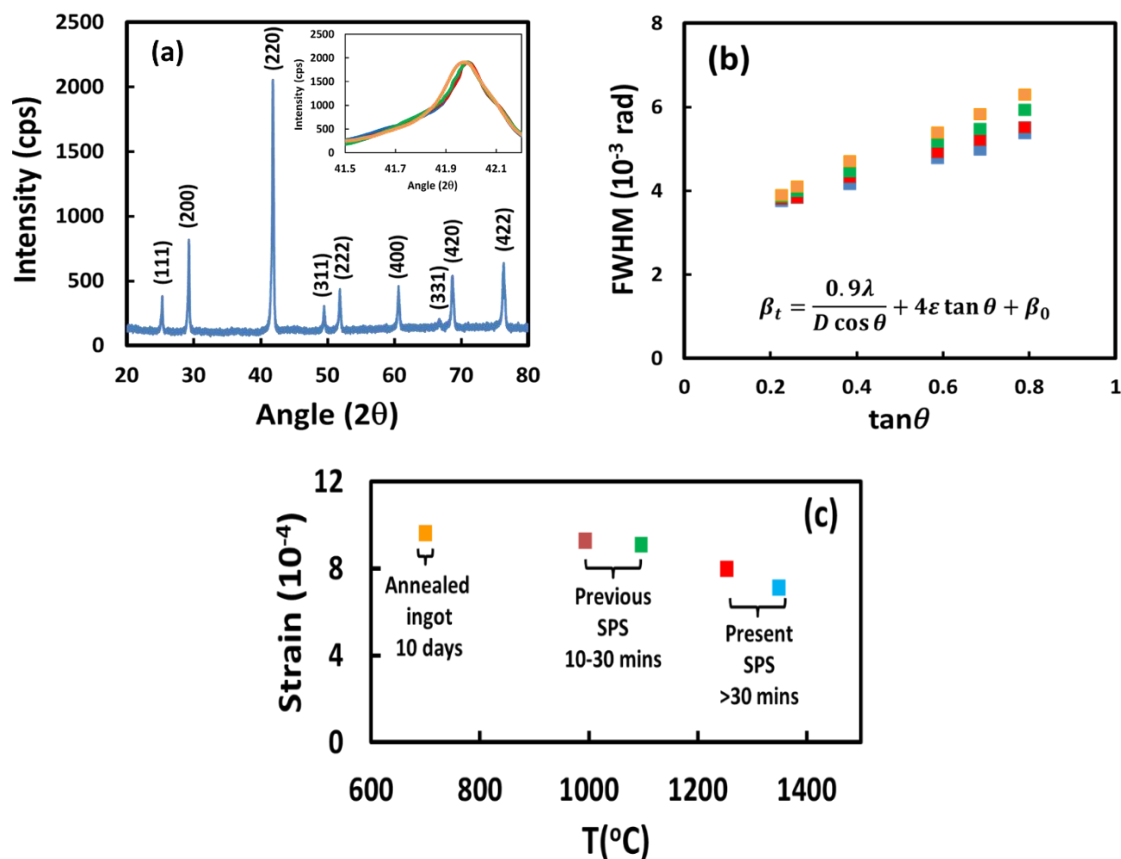 (a)
Intensity (cps)
2500
2000
1500
1000
500
0
(111)
(200)
(220)
(311)
(222)
(400)
(331)
(420)
(422)
20 30 40 50 60 70 80
Angle (2θ)
Intensity (cps)
2500
2000
1500
1000
500
0
41.5 41.7 41.9 42.1
Angle (2θ)
(b)
FWHM (10⁻³ rad)
8
6
4
2
0
β_t = 0.9λ / (D cos θ) + 4ε tan θ + β₀
0 0.2 0.4 0.6 0.8 1
tanθ
(c)
Strain (10⁻⁴)
12
8
4
0
Annealed
ingot
10 days
Previous
SPS
10-30 mins
Present
SPS
>30 mins
600 800 1000 1200 1400
T(°C)